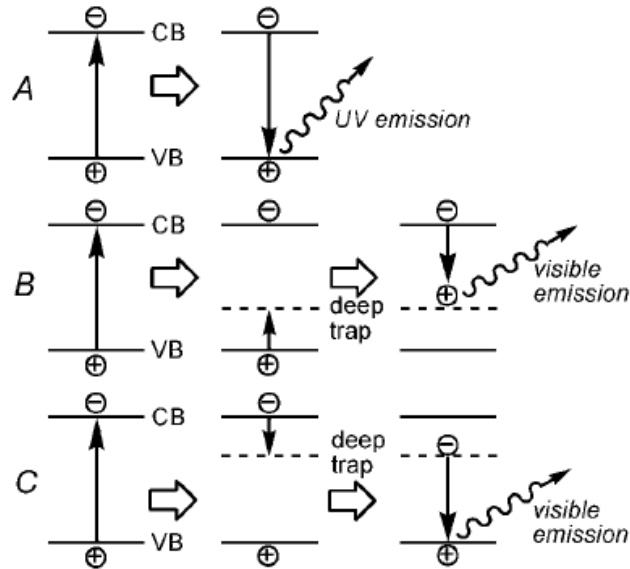 ⊖ ⊖
CB
A
UV emission
VB
⊕ ⊕
⊖ ⊖ ⊖
CB
B
⊕
visible
emission
deep
trap
VB
⊕ ⊕
⊖ ⊖
CB
deep
trap
⊖
C
visible
emission
VB
⊕ ⊕ ⊕